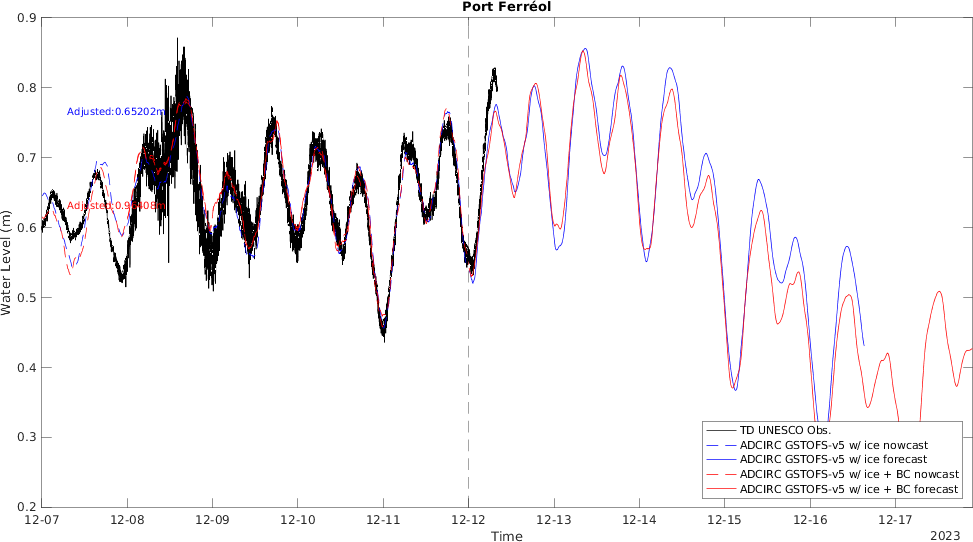 Port Ferréol
0.9
0.8
0.7
0.6
0.5
0.4
0.3
0.2
Water Level (m)
Adjusted:0.65202m
TD UNESCO Obs.
ADCIRC GSTOFS-v5 w/ ice nowcast
ADCIRC GSTOFS-v5 w/ ice forecast
ADCIRC GSTOFS-v5 w/ ice + BC nowcast
ADCIRC GSTOFS-v5 w/ ice + BC forecast
12-07 12-08 12-09 12-10 12-11 12-12 12-13 12-14 12-15 12-16 12-17
Time
2023